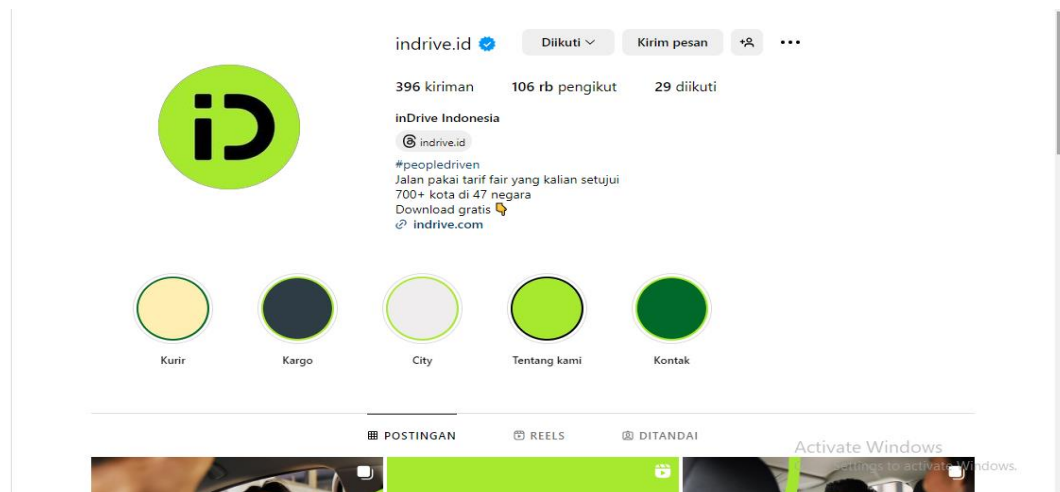 indrive.id
Diikuti
Kirim pesan
396 kiriman 106 rb pengikut 29 diikuti
inDrive Indonesia
indrive.id
#peopledriven
Jalan pakai tarif fair yang kalian setujui
700+ kota di 47 negara
Download gratis 👇
indrive.com
iD
Kurir Kargo City Tentang kami Kontak
POSTINGAN REELS DITANDAI
Activate Windows
Settings to activate Windows.